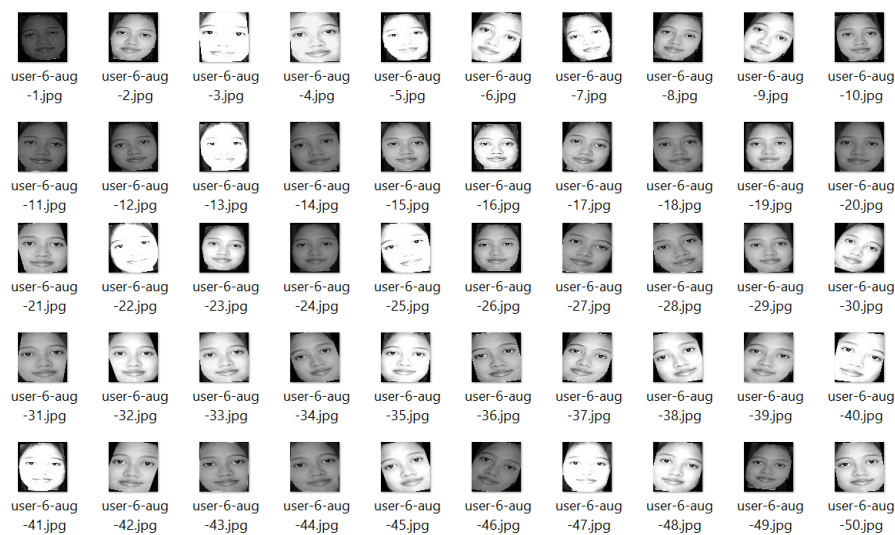 user-6-aug user-6-aug user-6-aug user-6-aug user-6-aug user-6-aug user-6-aug user-6-aug user-6-aug user-6-aug
-1.jpg -2.jpg -3.jpg -4.jpg -5.jpg -6.jpg -7.jpg -8.jpg -9.jpg -10.jpg
user-6-aug user-6-aug user-6-aug user-6-aug user-6-aug user-6-aug user-6-aug user-6-aug user-6-aug user-6-aug
-11.jpg -12.jpg -13.jpg -14.jpg -15.jpg -16.jpg -17.jpg -18.jpg -19.jpg -20.jpg
user-6-aug user-6-aug user-6-aug user-6-aug user-6-aug user-6-aug user-6-aug user-6-aug user-6-aug user-6-aug
-21.jpg -22.jpg -23.jpg -24.jpg -25.jpg -26.jpg -27.jpg -28.jpg -29.jpg -30.jpg
user-6-aug user-6-aug user-6-aug user-6-aug user-6-aug user-6-aug user-6-aug user-6-aug user-6-aug user-6-aug
-31.jpg -32.jpg -33.jpg -34.jpg -35.jpg -36.jpg -37.jpg -38.jpg -39.jpg -40.jpg
user-6-aug user-6-aug user-6-aug user-6-aug user-6-aug user-6-aug user-6-aug user-6-aug user-6-aug user-6-aug
-41.jpg -42.jpg -43.jpg -44.jpg -45.jpg -46.jpg -47.jpg -48.jpg -49.jpg -50.jpg